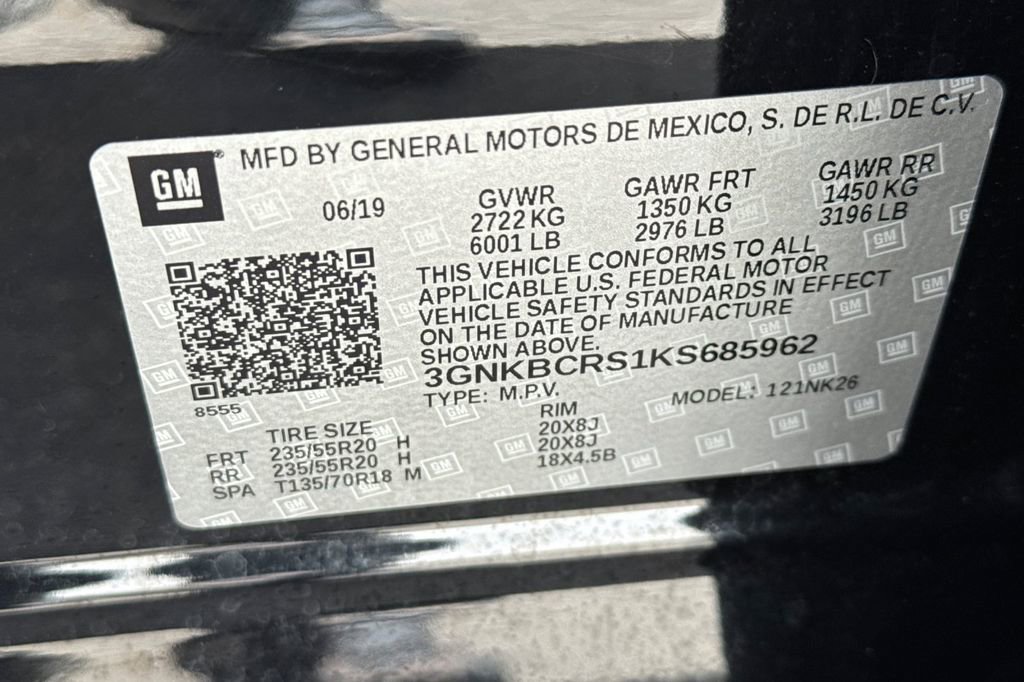 GM
MFD BY GENERAL MOTORS DE MEXICO, S. DE R.L. DE C.V.
06/19
GVWR
2722 KG
6001 LB
GAWR FRT
1350 KG
2976 LB
GAWR RR
1450 KG
3196 LB
THIS VEHICLE CONFORMS TO ALL
APPLICABLE U.S. FEDERAL MOTOR
VEHICLE SAFETY STANDARDS IN EFFECT
ON THE DATE OF MANUFACTURE
SHOWN ABOVE.
3GNKBCRS1KS685962
TYPE: M.P.V.
MODEL: 121NK26
8555
TIRE SIZE
RIM
FRT 235/55R20 H 20X8J
RR 235/55R20 H 20X8J
SPA T135/70R18 M 18X4.5B